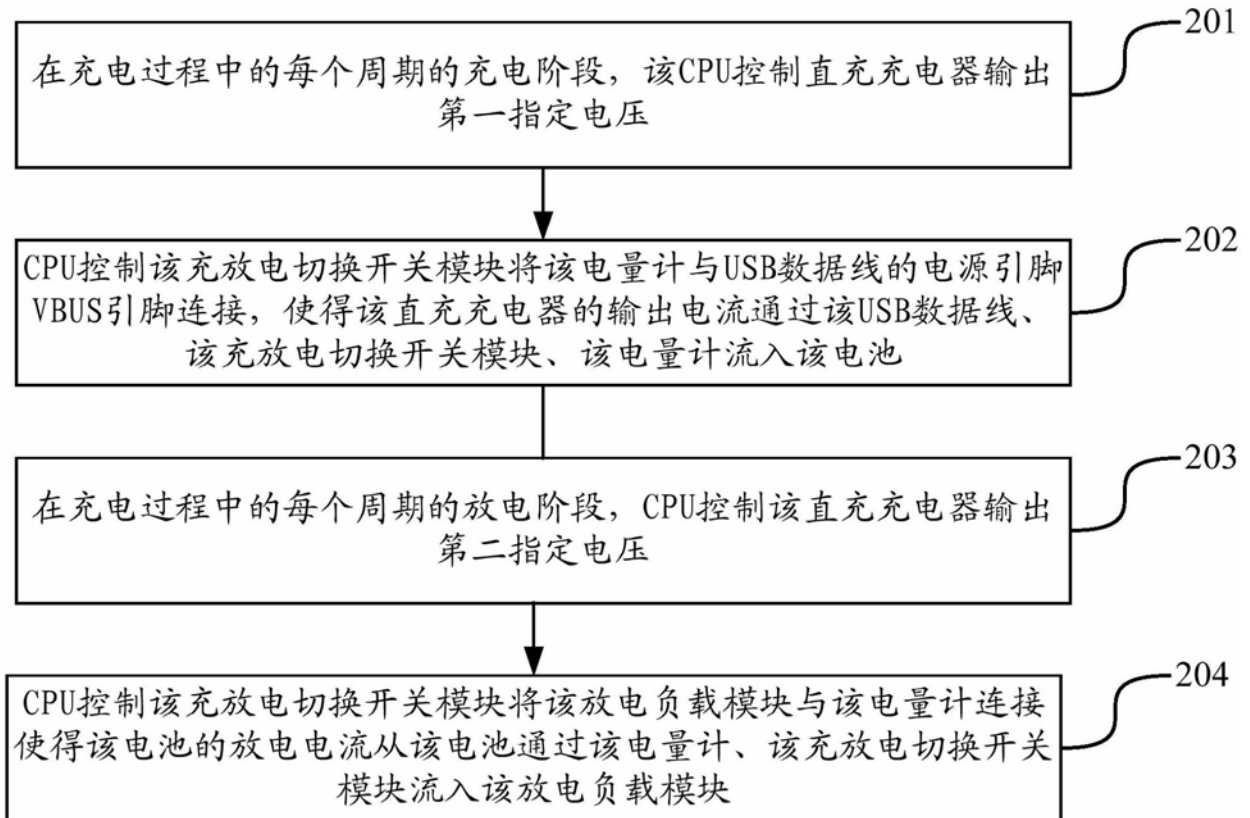 在充电过程中的每个周期的充电阶段，该CPU控制直充充电器输出
第一指定电压
201
CPU控制该充放电切换开关模块将该电量计与USB数据线的电源引脚
VBUS引脚连接，使得该直充充电器的输出电流通过该USB数据线、
该充放电切换开关模块、该电量计流入该电池
202
在充电过程中的每个周期的放电阶段，CPU控制该直充充电器输出
第二指定电压
203
CPU控制该充放电切换开关模块将该放电负载模块与该电量计连接
使得该电池的放电电流从该电池通过该电量计、该充放电切换开关
模块流入该放电负载模块
204